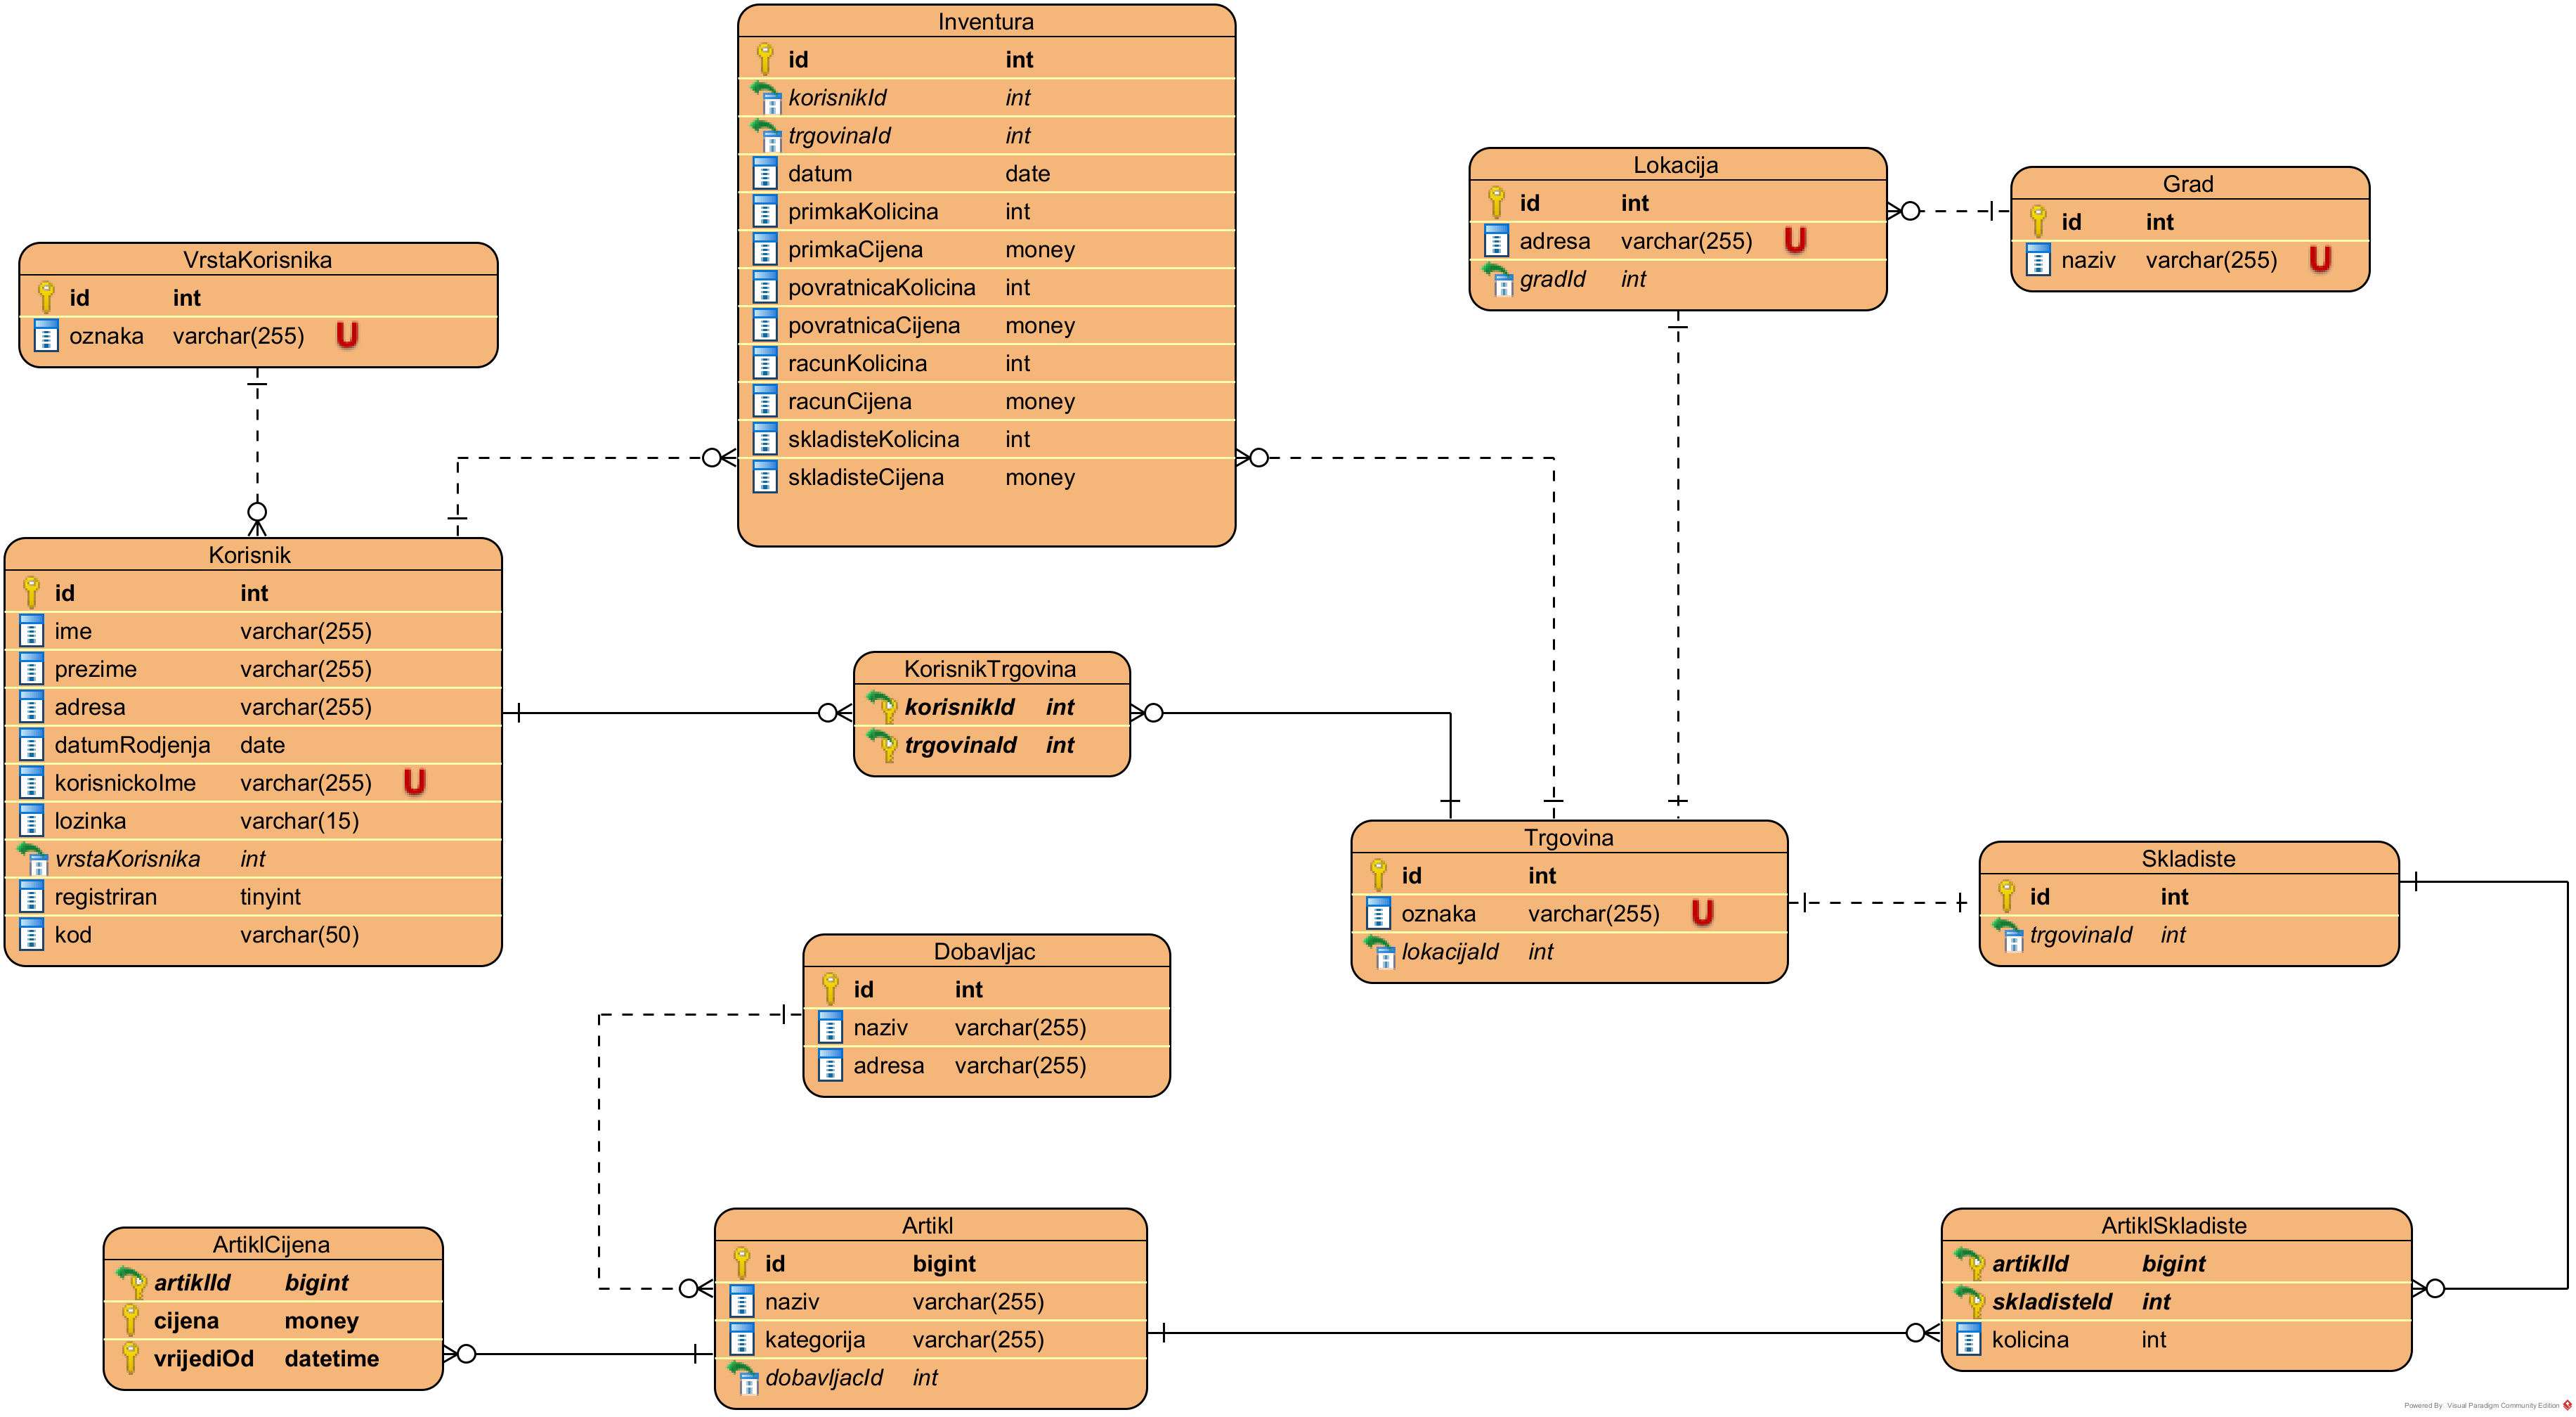 Inventura
id int
korisnikId int
trgovinaId int
datum date
primkaKolicina int
primkaCijena money
povratnicaKolicina int
povratnicaCijena money
racunKolicina int
racunCijena money
skladisteKolicina int
skladisteCijena money
Lokacija
id int
adresa varchar(255) U
gradId int
Grad
id int
naziv varchar(255) U
VrstaKorisnika
id int
oznaka varchar(255) U
Korisnik
id int
ime varchar(255)
prezime varchar(255)
adresa varchar(255)
datumRodjenja date
korisnickoIme varchar(255) U
lozinka varchar(15)
vrstaKorisnika int
registriran tinyint
kod varchar(50)
KorisnikTrgovina
korisnikId int
trgovinaId int
Trgovina
id int
oznaka varchar(255) U
lokacijaId int
Skladiste
id int
trgovinaId int
Dobavljac
id int
naziv varchar(255)
adresa varchar(255)
ArtiklCijena
artiklId bigint
cijena money
vrijediOd datetime
Artikl
id bigint
naziv varchar(255)
kategorija varchar(255)
dobavljacId int
ArtiklSkladiste
artiklId bigint
skladisteId int
kolicina int
Powered By: Visual Paradigm Community Edition